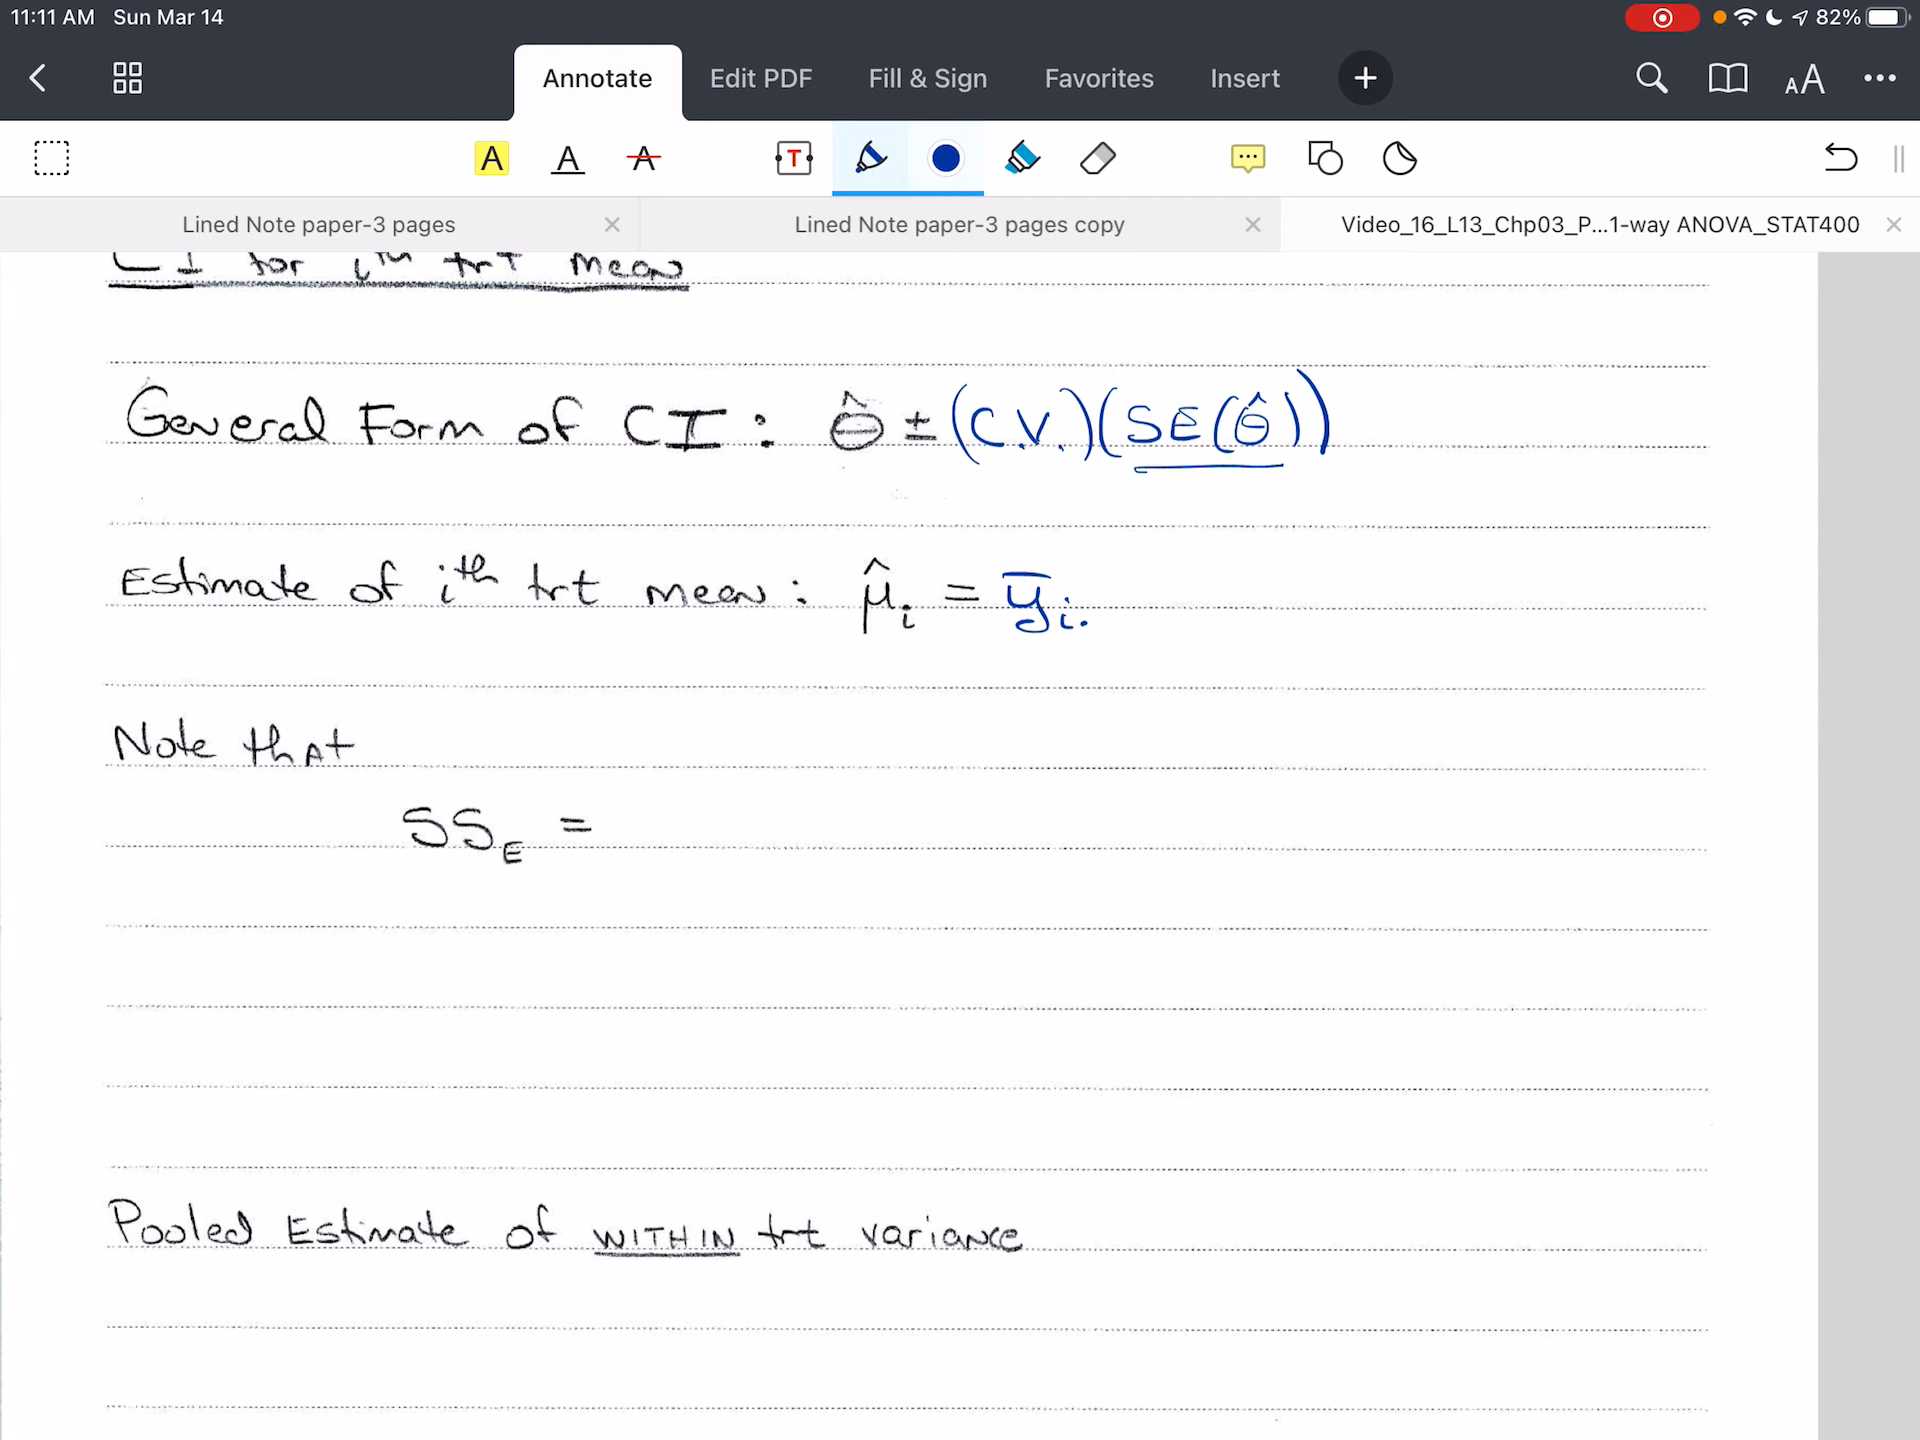 11:11 AM Sun Mar 14 82%
Annotate Edit PDF Fill & Sign Favorites Insert + AA
A A A T
Lined Note paper-3 pages Lined Note paper-3 pages copy Video_16_L13_Chp03_P...1-way ANOVA_STAT400
CI for iᵗʰ trt mean
General Form of CI : θ̂ ± (C.V.)(SE(θ̂))
Estimate of iᵗʰ trt mean : μ̂ᵢ = ȳᵢ.
Note that
SS_E =
Pooled Estimate of WITHIN trt variance